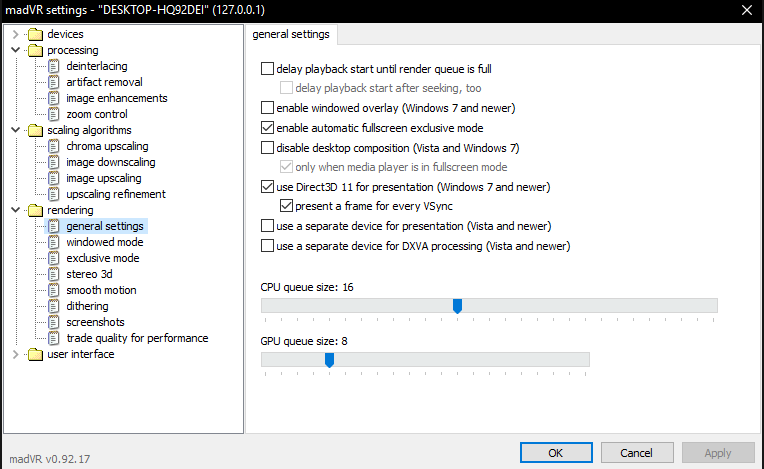 madVR settings - "DESKTOP-HQ92DEI" (127.0.0.1)
devices
processing
deinterlacing
artifact removal
image enhancements
zoom control
scaling algorithms
chroma upscaling
image downscaling
image upscaling
upscaling refinement
rendering
general settings
windowed mode
exclusive mode
stereo 3d
smooth motion
dithering
screenshots
trade quality for performance
user interface
general settings
delay playback start until render queue is full
delay playback start after seeking, too
enable windowed overlay (Windows 7 and newer)
enable automatic fullscreen exclusive mode
disable desktop composition (Vista and Windows 7)
only when media player is in fullscreen mode
use Direct3D 11 for presentation (Windows 7 and newer)
present a frame for every VSync
use a separate device for presentation (Vista and newer)
use a separate device for DXVA processing (Vista and newer)
CPU queue size: 16
GPU queue size: 8
madVR v0.92.17
OK
Cancel
Apply